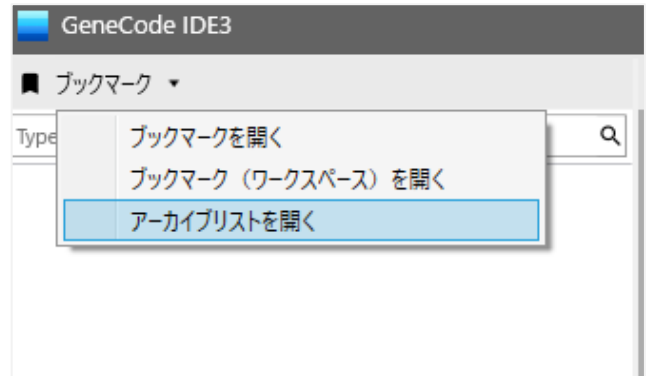 GeneCode IDE3
ブックマーク
Type
ブックマークを開く
ブックマーク（ワークスペース）を開く
アーカイブリストを開く